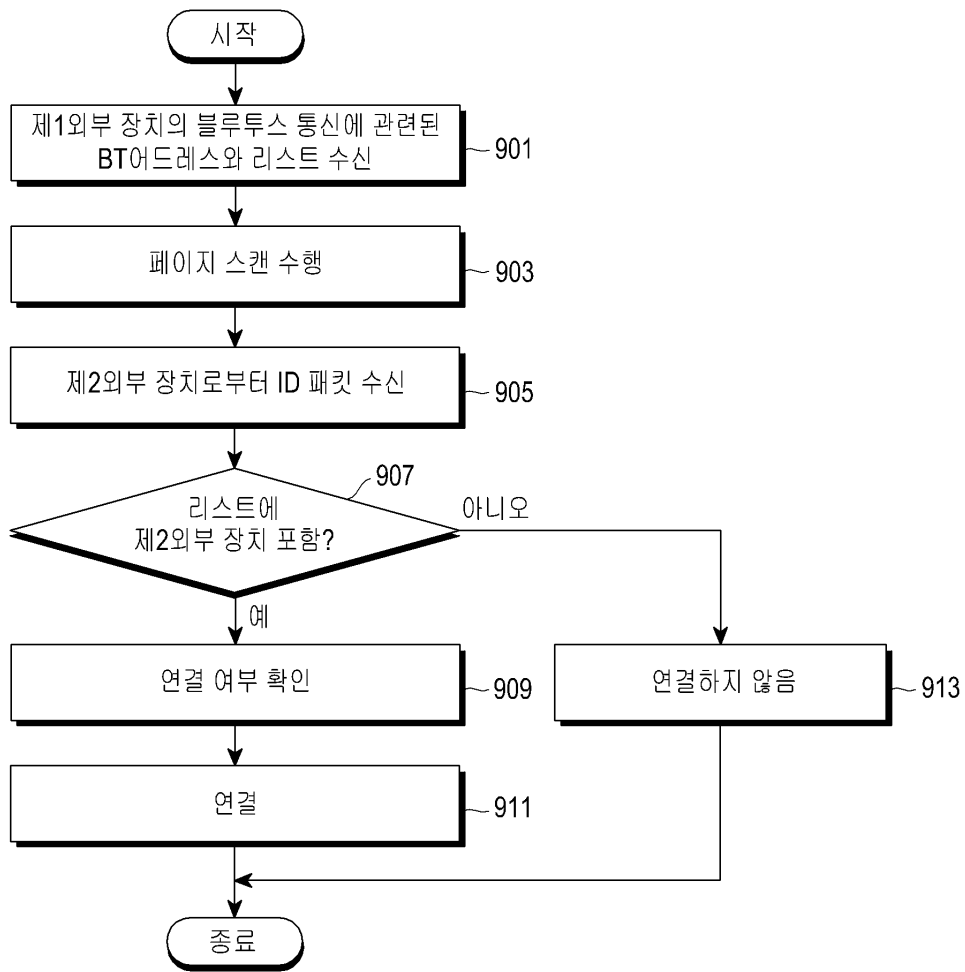 시작
제1외부 장치의 블루투스 통신에 관련된
BT어드레스와 리스트 수신
901
페이지 스캔 수행
903
제2외부 장치로부터 ID 패킷 수신
905
907
리스트에
제2외부 장치 포함?
아니오
예
연결 여부 확인
909
연결하지 않음
913
연결
911
종료